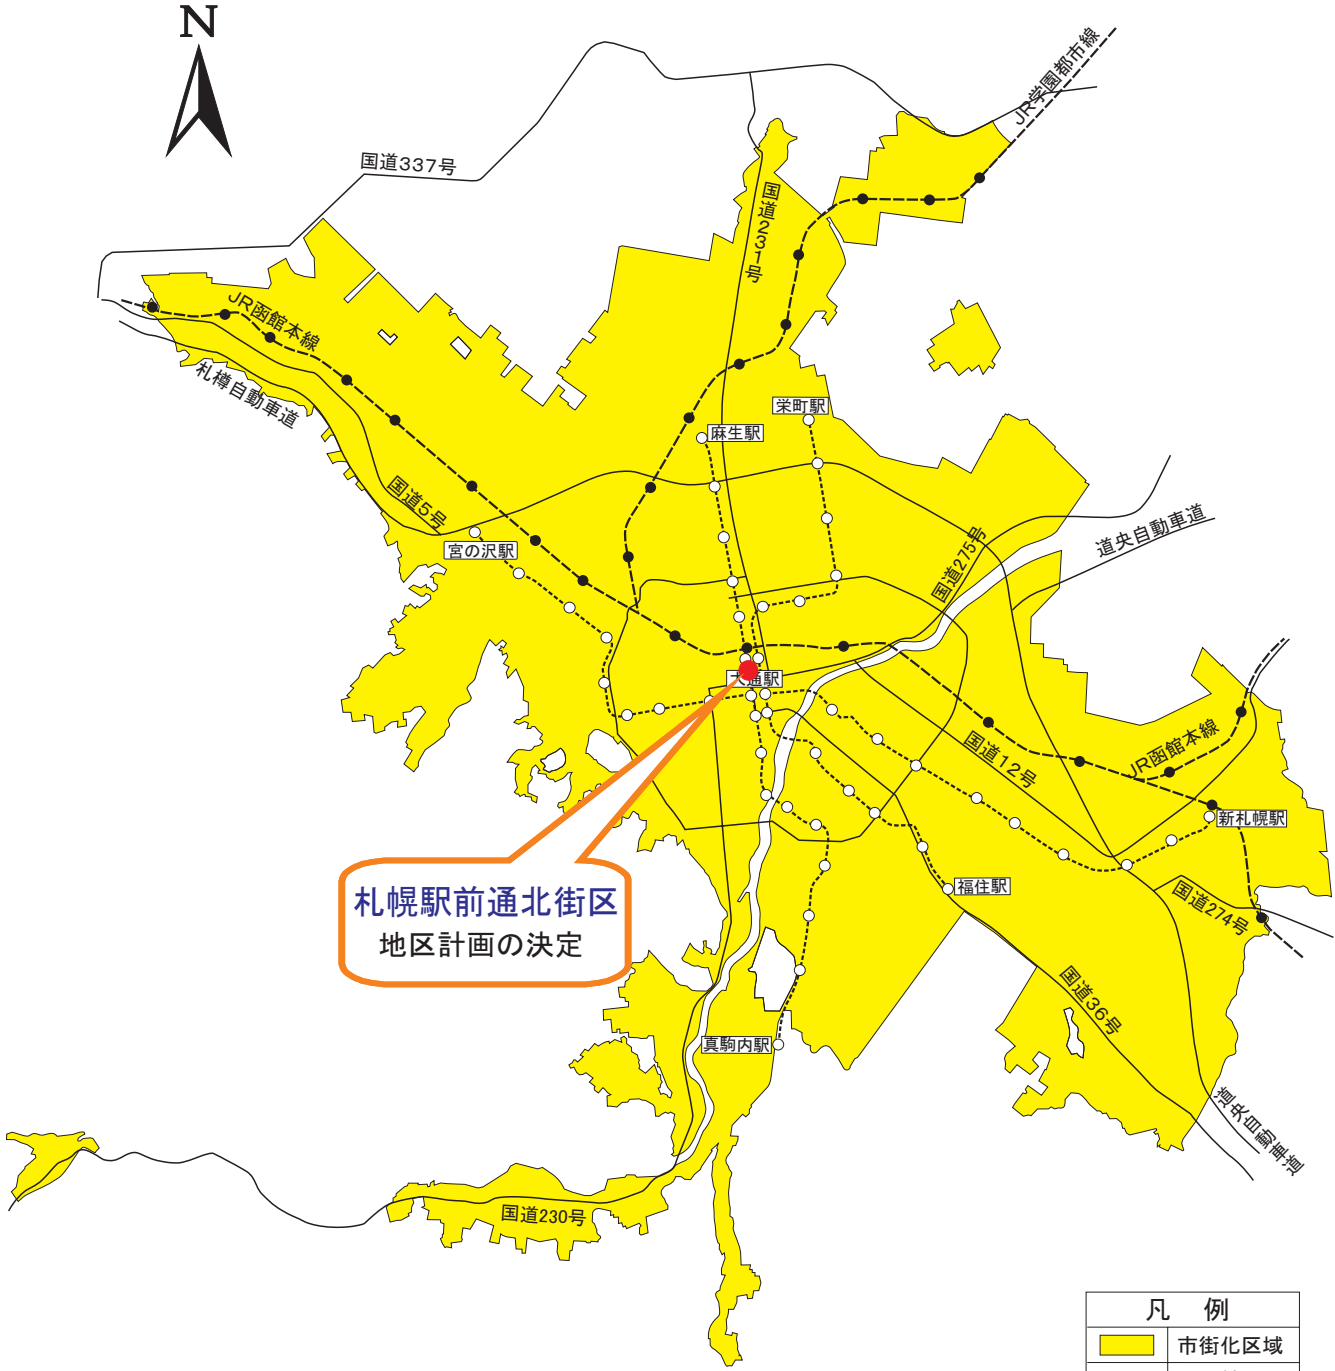 N
JR学園都市線
国道337号
国道231号
JR函館本線
札樽自動車道
栄町駅
麻生駅
国道5号
宮の沢駅
国道275号
道央自動車道
大通駅
国道12号
JR函館本線
新札幌駅
福住駅
国道274号
札幌駅前通北街区
地区計画の決定
国道36号
真駒内駅
道央自動車道
国道230号
凡 例
市街化区域